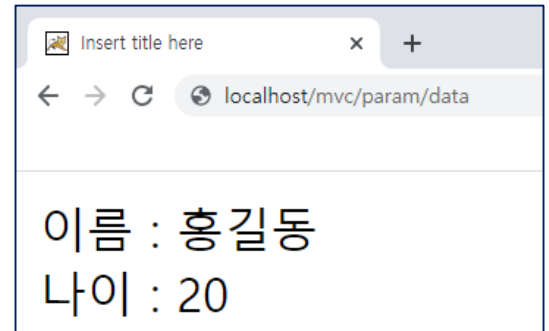 Insert title here
localhost/mvc/param/data
이름 : 홍길동
나이 : 20